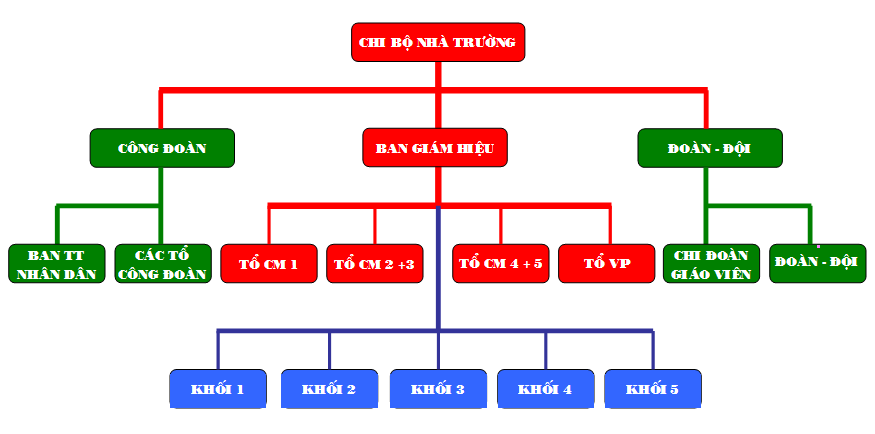 CHI BỘ NHÀ TRƯỜNG
CÔNG ĐOÀN
BAN GIÁM HIỆU
ĐOÀN - ĐỘI
BAN TT
NHÂN DÂN
CÁC TỔ
CÔNG ĐOÀN
TỔ CM 1
TỔ CM 2 +3
TỔ CM 4 + 5
TỔ VP
CHI ĐOÀN
GIÁO VIÊN
ĐOÀN - ĐỘI
KHỐI 1
KHỐI 2
KHỐI 3
KHỐI 4
KHỐI 5